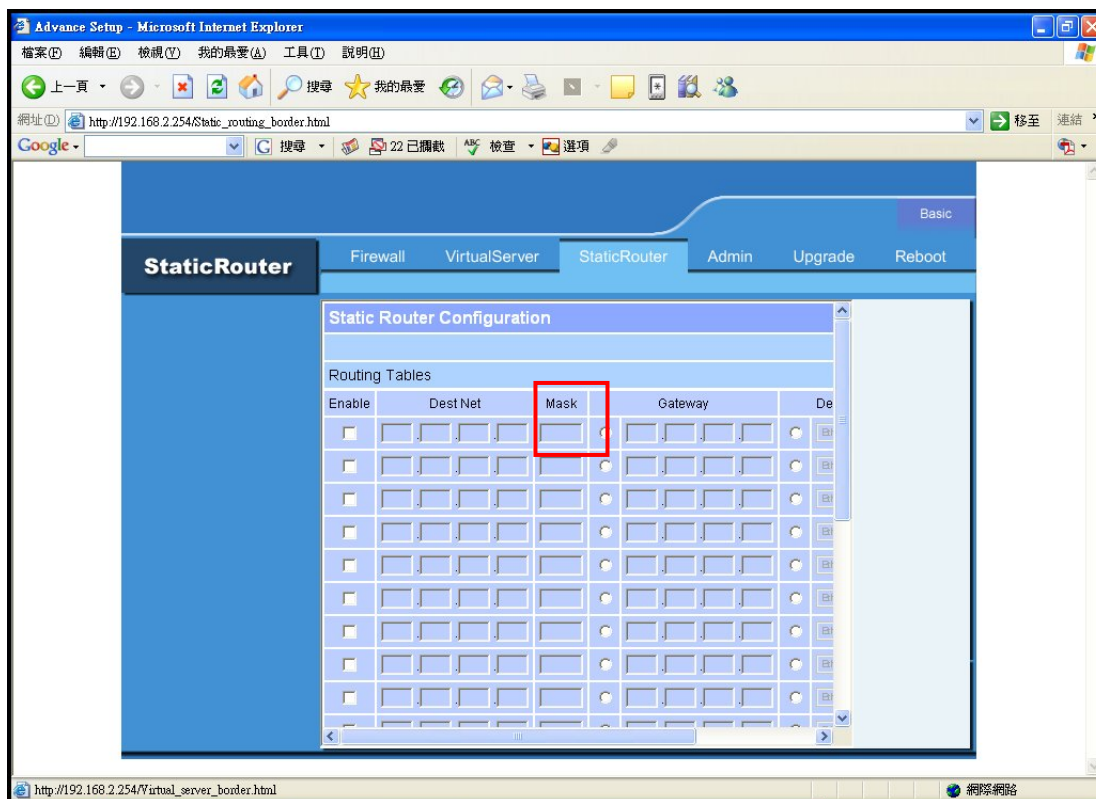 Advance Setup - Microsoft Internet Explorer
檔案(F) 編輯(E) 檢視(V) 我的最愛(A) 工具(T) 說明(H)
上一頁 搜尋 我的最愛
網址(D) http://192.168.2.254/Static_routing_border.html 移至 連結
Google 搜尋 22 已攔截 ABC 檢查 選項
Basic
StaticRouter Firewall VirtualServer StaticRouter Admin Upgrade Reboot
Static Router Configuration
Routing Tables
Enable Dest Net Mask Gateway De
http://192.168.2.254/Virtual_server_border.html 網際網路